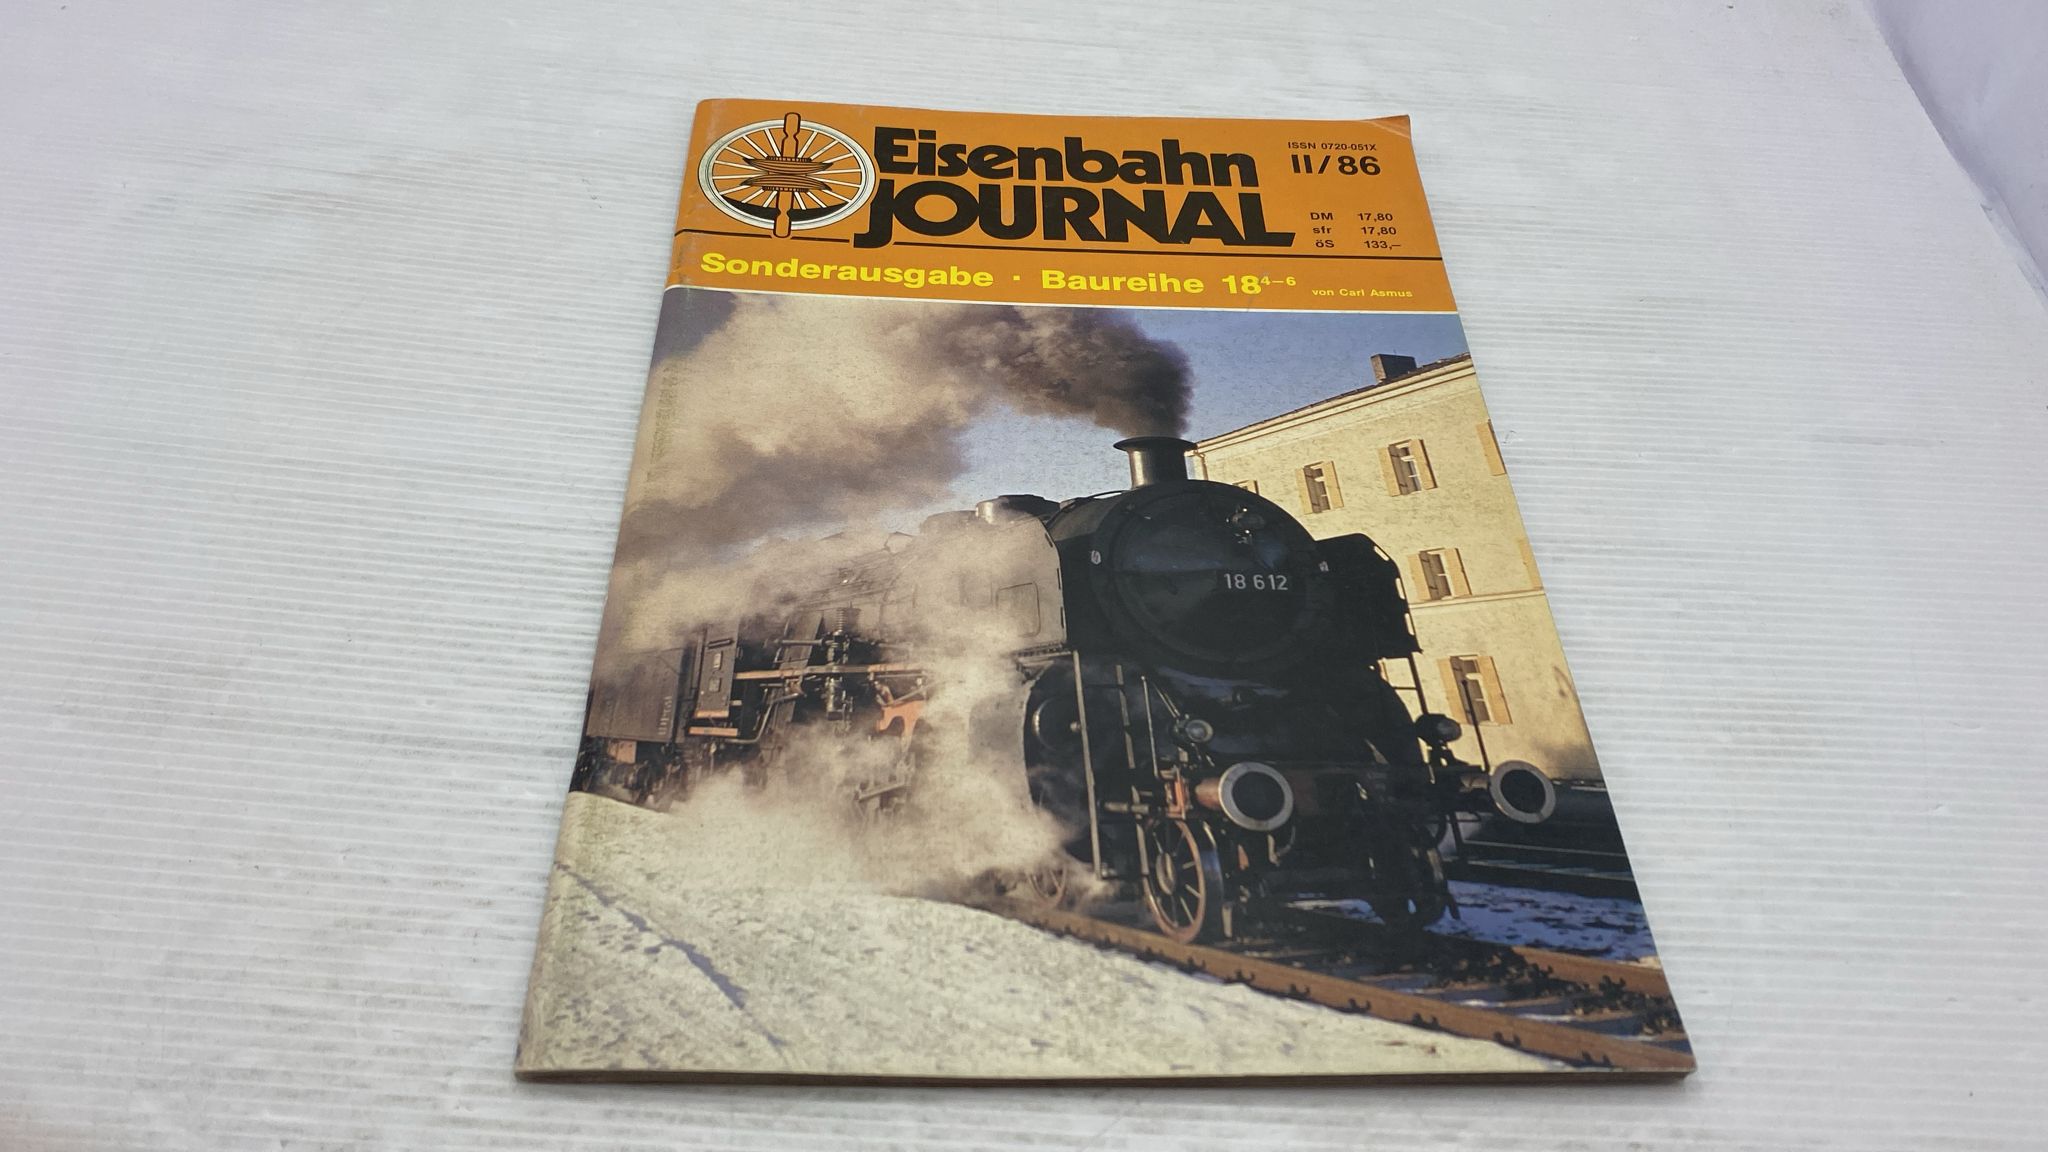 Eisenbahn
JOURNAL
ISSN 0720-051X
II/86
DM 17,80
sfr 17,80
öS 133,–
Sonderausgabe · Baureihe 18⁴⁻⁶ von Carl Asmus
18 612